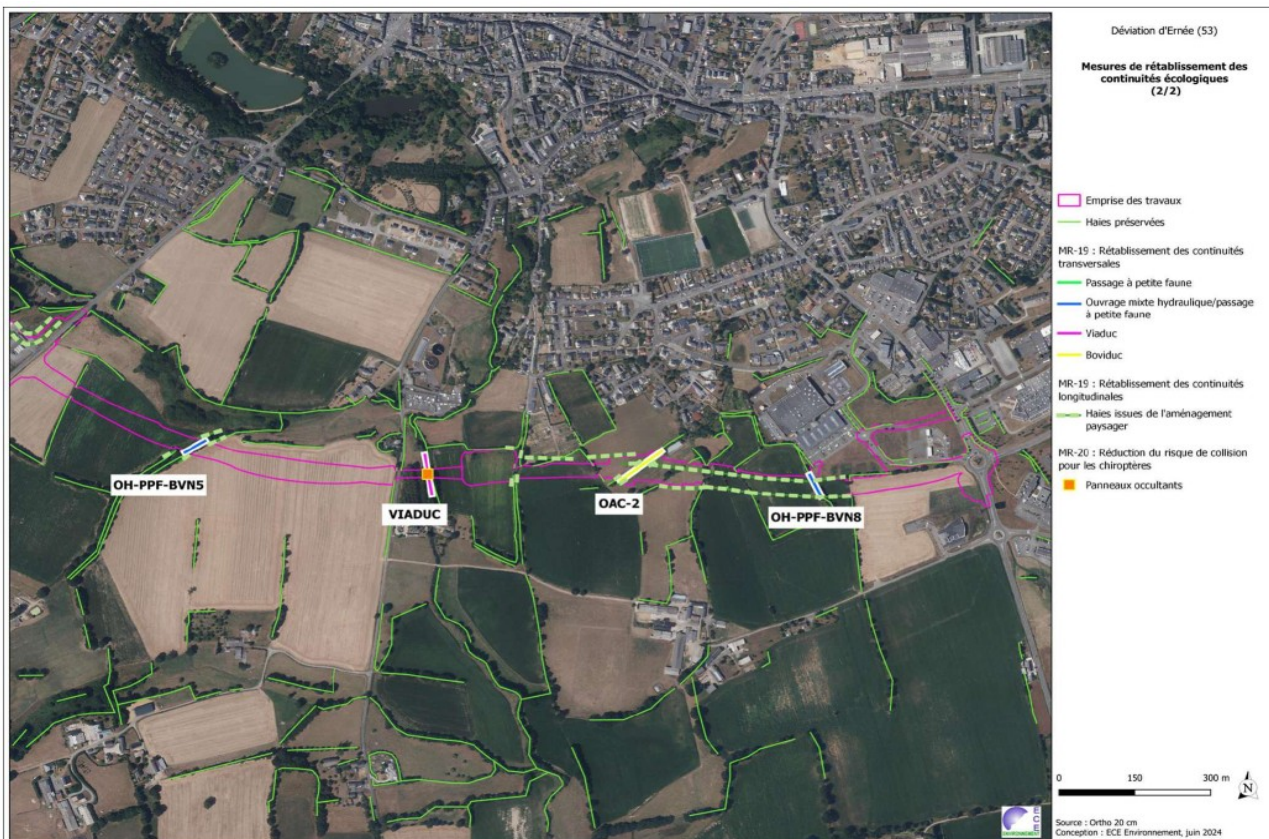 Déviation d'Ernée (53)
Mesures de rétablissement des
continuités écologiques
(2/2)
Emprise des travaux
Haies préservées
MR-19 : Rétablissement des continuités
transversales
Passage à petite faune
Ouvrage mixte hydraulique/passage
à petite faune
Viaduc
Boviduc
MR-19 : Rétablissement des continuités
longitudinales
Haies issues de l'aménagement
paysager
MR-20 : Réduction du risque de collision
pour les chiroptères
Panneaux occultants
OH-PPF-BVN5
VIADUC
OAC-2
OH-PPF-BVN8
0 150 300 m
N
ECE
ENVIRONNEMENT
Source : Ortho 20 cm
Conception : ECE Environnement, juin 2024